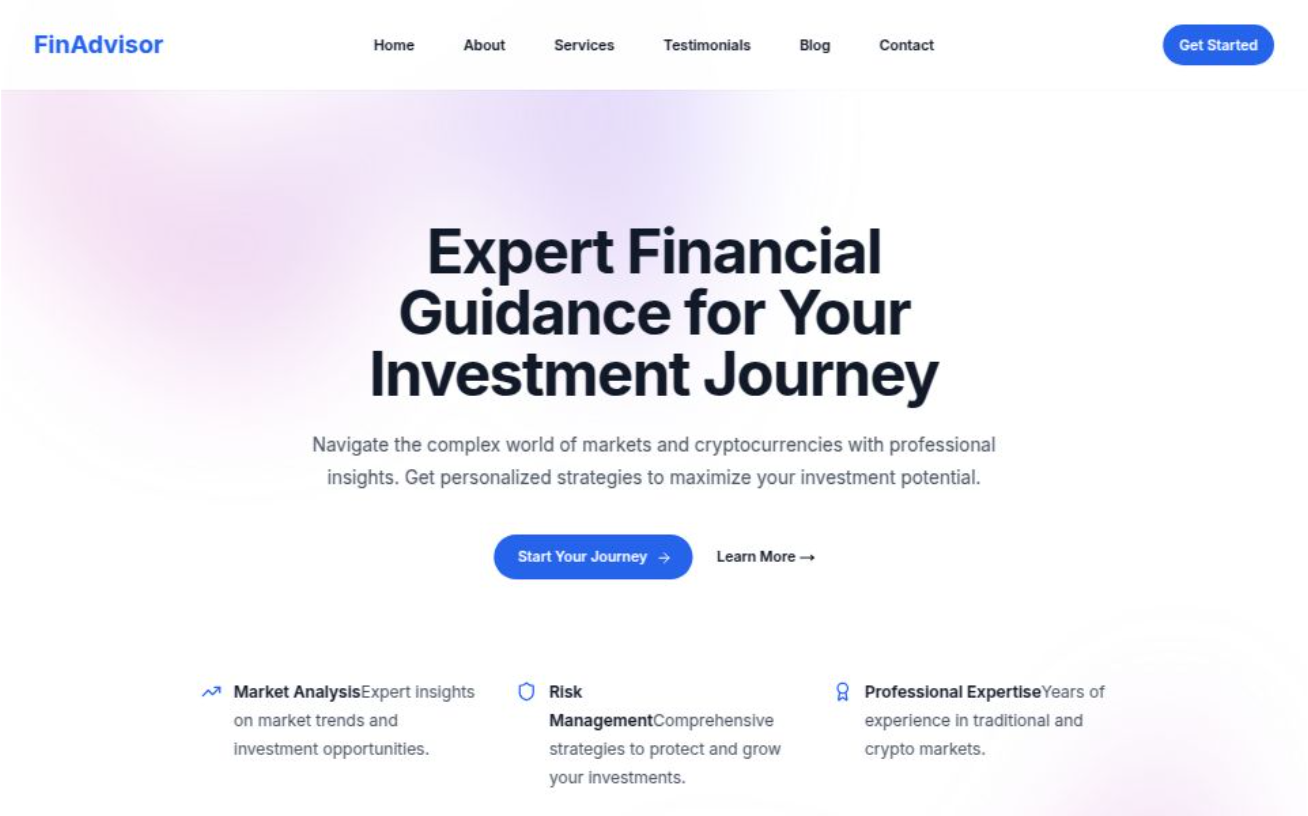 FinAdvisor
Home
About
Services
Testimonials
Blog
Contact
Get Started
Expert Financial
Guidance for Your
Investment Journey
Navigate the complex world of markets and cryptocurrencies with professional
insights. Get personalized strategies to maximize your investment potential.
Start Your Journey →
Learn More →
Market AnalysisExpert insights
on market trends and
investment opportunities.
Risk
ManagementComprehensive
strategies to protect and grow
your investments.
Professional ExpertiseYears of
experience in traditional and
crypto markets.